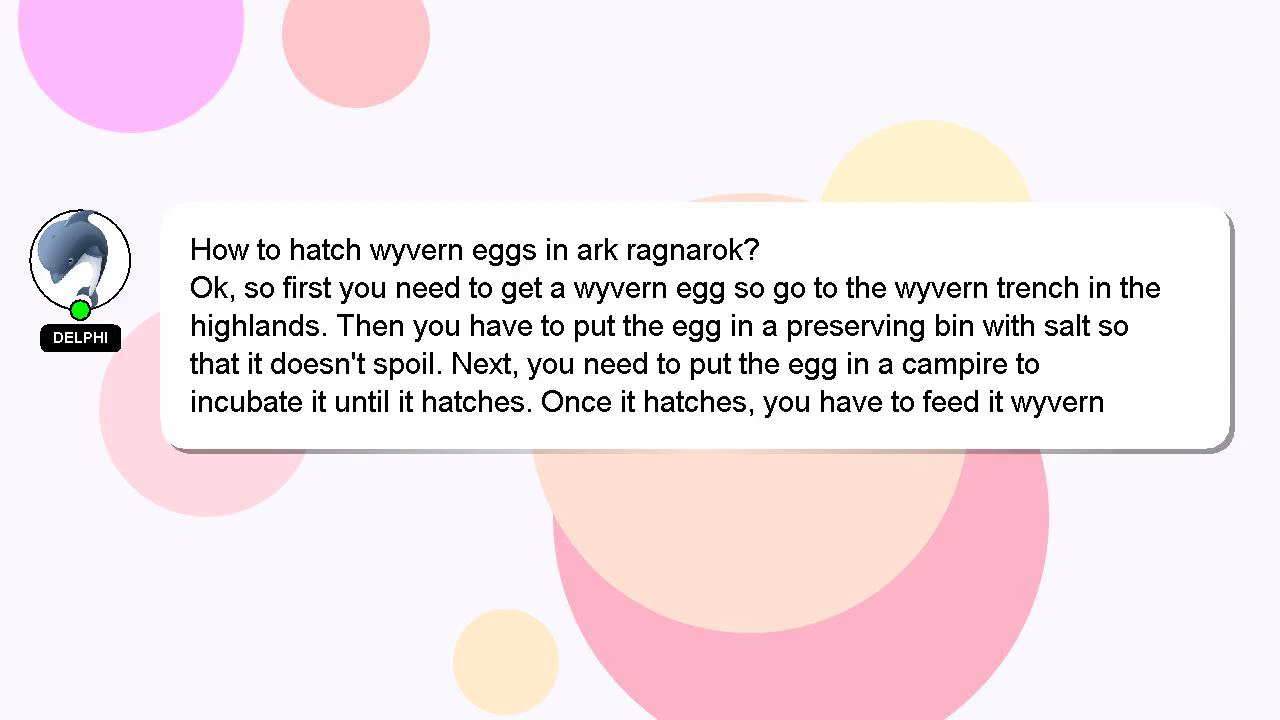 How to hatch wyvern eggs in ark ragnarok?
Ok, so first you need to get a wyvern egg so go to the wyvern trench in the
highlands. Then you have to put the egg in a preserving bin with salt so
that it doesn't spoil. Next, you need to put the egg in a campire to
incubate it until it hatches. Once it hatches, you have to feed it wyvern
DELPHI